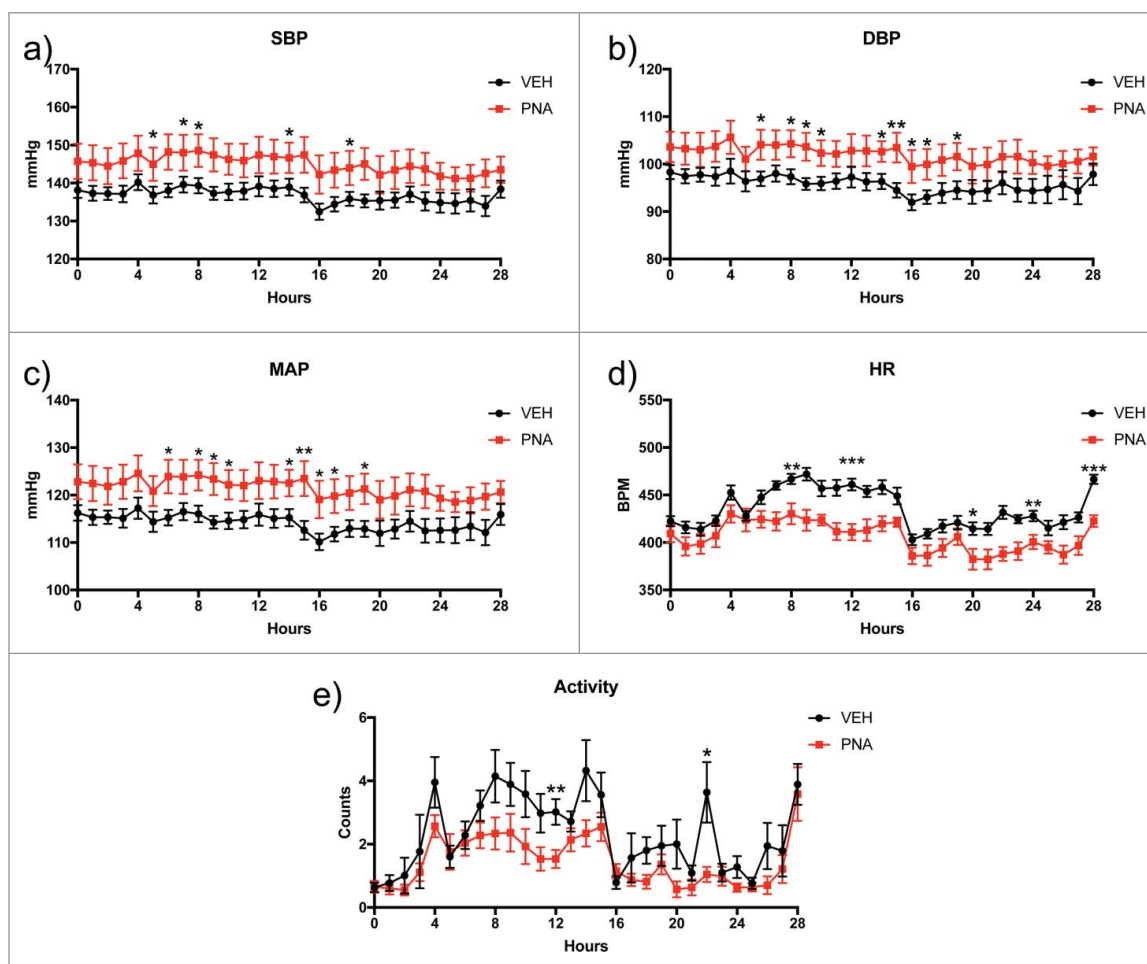 a)
SBP
170
160
150
140
130
120
mmHg
* * * * *
VEH
PNA
0 4 8 12 16 20 24 28
Hours
b)
DBP
120
110
100
90
80
mmHg
* * * * * ** * * *
VEH
PNA
0 4 8 12 16 20 24 28
Hours
c)
MAP
140
130
120
110
100
mmHg
* * * * * ** * * *
VEH
PNA
0 4 8 12 16 20 24 28
Hours
d)
HR
550
500
450
400
350
BPM
** *** * ** ***
VEH
PNA
0 4 8 12 16 20 24 28
Hours
e)
Activity
6
4
2
0
Counts
** *
VEH
PNA
0 4 8 12 16 20 24 28
Hours